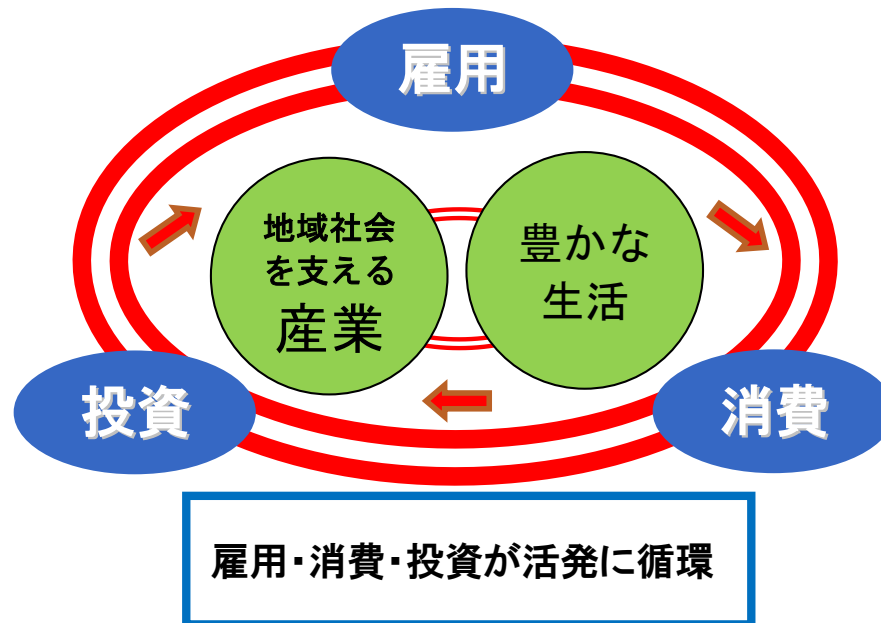 雇用
地域社会
を支える
産業
豊かな
生活
投資
消費
雇用・消費・投資が活発に循環